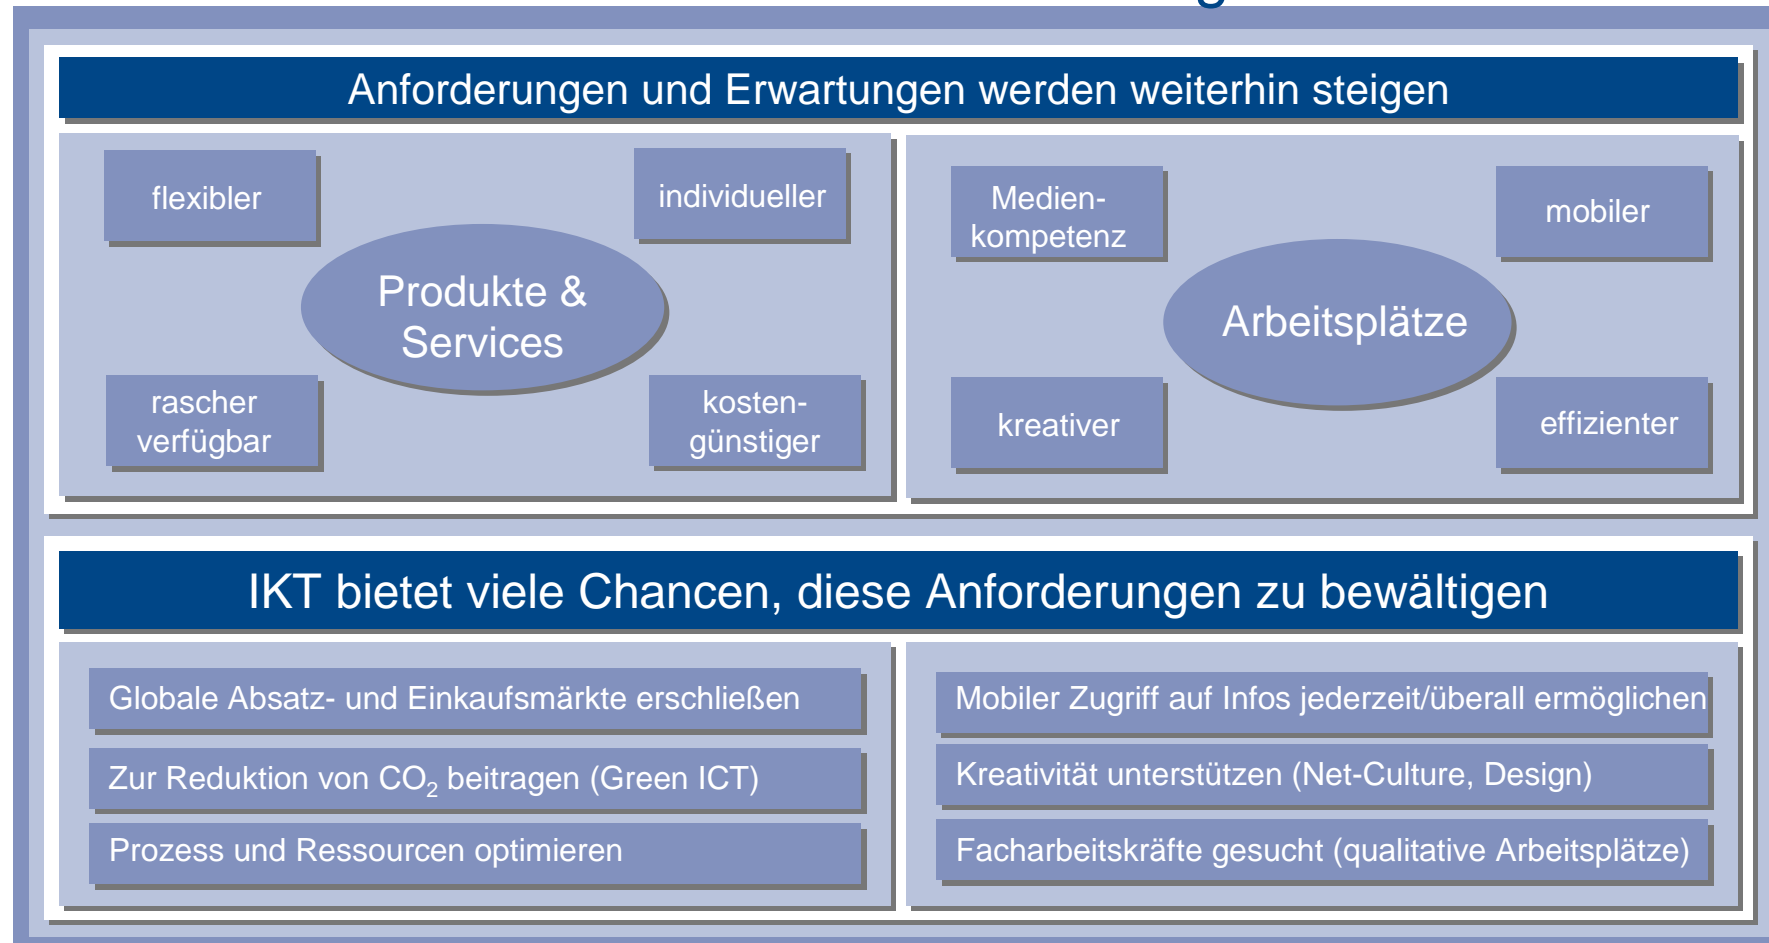 Anforderungen und Erwartungen werden weiterhin steigen
flexibler
individueller
Produkte &
Services
rascher
verfügbar
kosten-
günstiger
Medien-
kompetenz
mobiler
Arbeitsplätze
kreativer
effizienter
IKT bietet viele Chancen, diese Anforderungen zu bewältigen
Globale Absatz- und Einkaufsmärkte erschließen
Zur Reduktion von CO₂ beitragen (Green ICT)
Prozess und Ressourcen optimieren
Mobiler Zugriff auf Infos jederzeit/überall ermöglichen
Kreativität unterstützen (Net-Culture, Design)
Facharbeitskräfte gesucht (qualitative Arbeitsplätze)